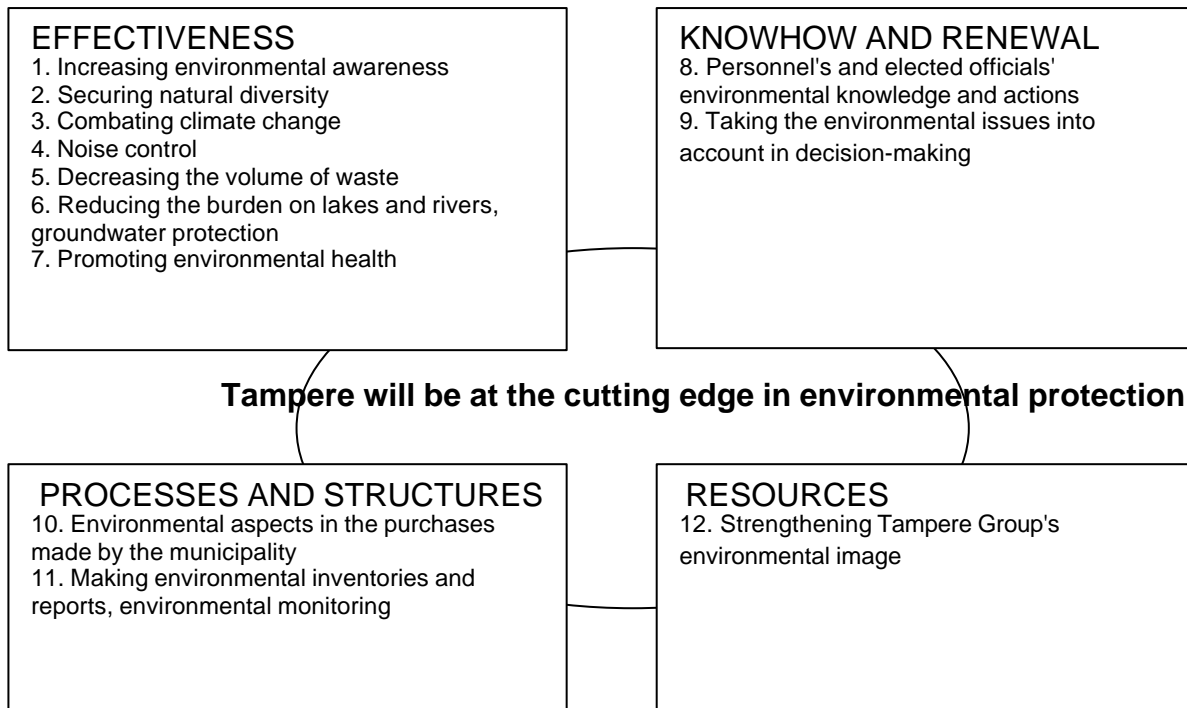 EFFECTIVENESS
1. Increasing environmental awareness
2. Securing natural diversity
3. Combating climate change
4. Noise control
5. Decreasing the volume of waste
6. Reducing the burden on lakes and rivers,
groundwater protection
7. Promoting environmental health
KNOWHOW AND RENEWAL
8. Personnel's and elected officials'
environmental knowledge and actions
9. Taking the environmental issues into
account in decision-making
Tampere will be at the cutting edge in environmental protection
PROCESSES AND STRUCTURES
10. Environmental aspects in the purchases
made by the municipality
11. Making environmental inventories and
reports, environmental monitoring
RESOURCES
12. Strengthening Tampere Group's
environmental image